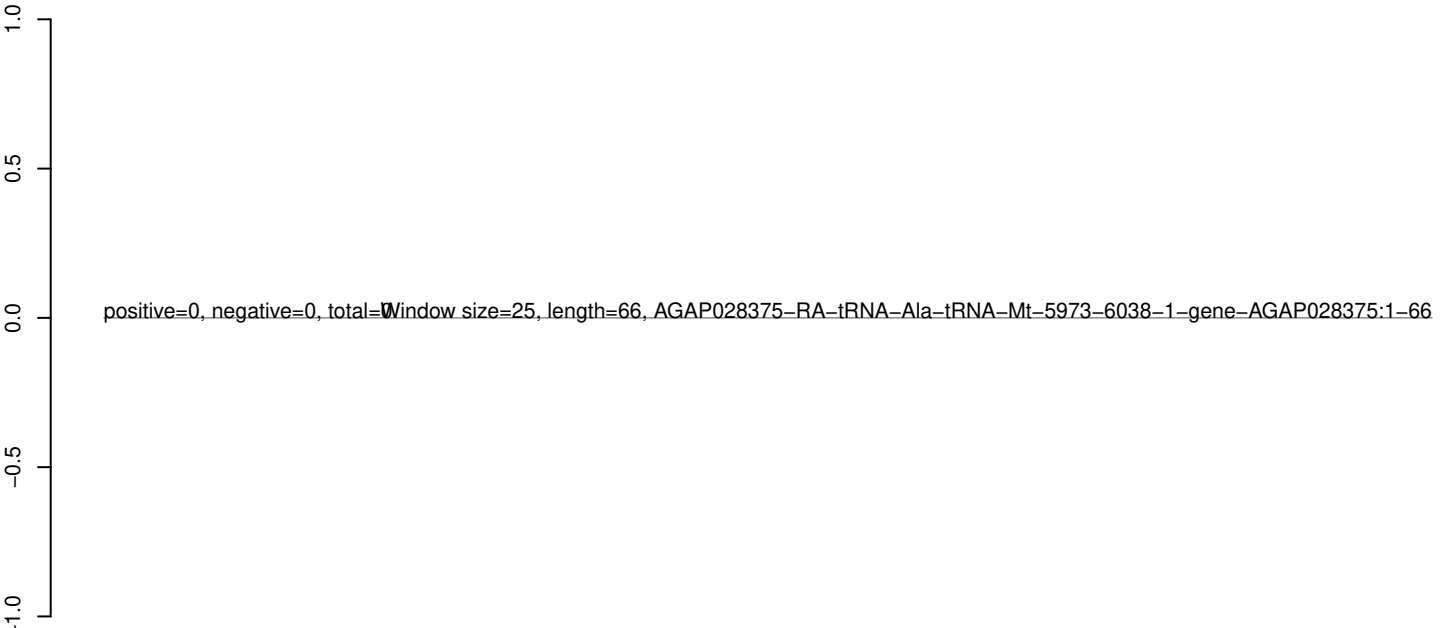 1.0
0.5
0.0
−0.5
−1.0
positive=0, negative=0, total=0
Window size=25, length=66, AGAP028375−RA−tRNA−Ala−tRNA−Mt−5973−6038−1−gene−AGAP028375:1−66